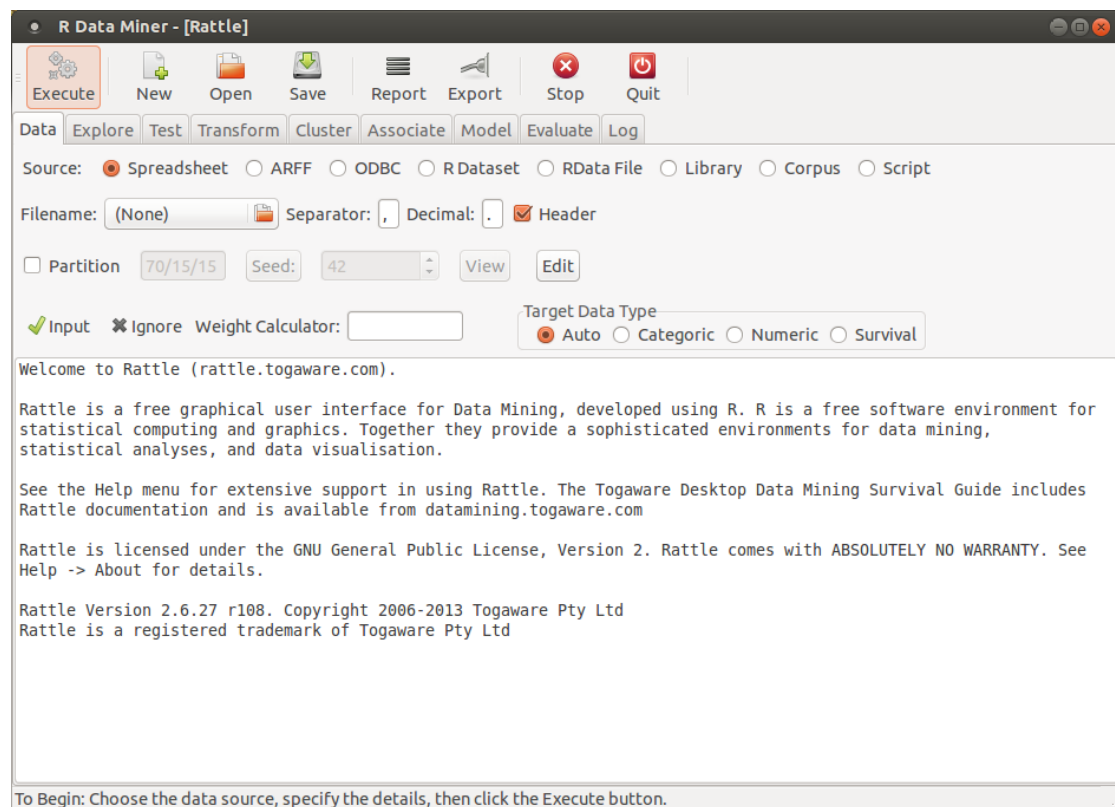 R Data Miner - [Rattle]
Execute New Open Save Report Export Stop Quit
Data Explore Test Transform Cluster Associate Model Evaluate Log
Source: Spreadsheet ARFF ODBC R Dataset RData File Library Corpus Script
Filename: (None) Separator: , Decimal: . Header
Partition 70/15/15 Seed: 42 View Edit
Target Data Type
Input Ignore Weight Calculator: Auto Categoric Numeric Survival
Welcome to Rattle (rattle.togaware.com).
Rattle is a free graphical user interface for Data Mining, developed using R. R is a free software environment for
statistical computing and graphics. Together they provide a sophisticated environments for data mining,
statistical analyses, and data visualisation.
See the Help menu for extensive support in using Rattle. The Togaware Desktop Data Mining Survival Guide includes
Rattle documentation and is available from datamining.togaware.com
Rattle is licensed under the GNU General Public License, Version 2. Rattle comes with ABSOLUTELY NO WARRANTY. See
Help -> About for details.
Rattle Version 2.6.27 r108. Copyright 2006-2013 Togaware Pty Ltd
Rattle is a registered trademark of Togaware Pty Ltd
To Begin: Choose the data source, specify the details, then click the Execute button.